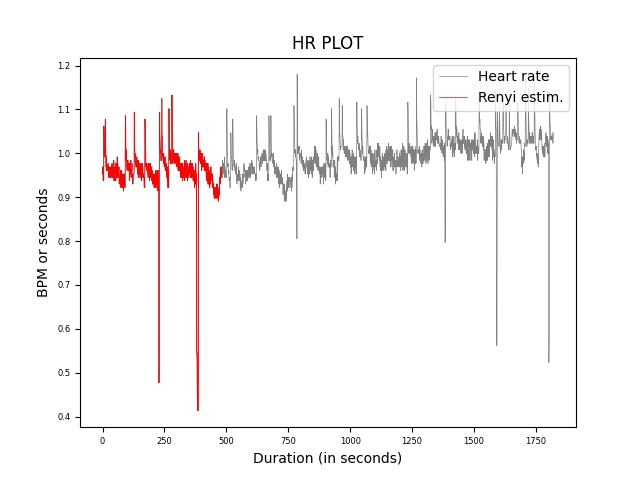 HR PLOT
Heart rate
Renyi estim.
BPM or seconds
1.2
1.1
1.0
0.9
0.8
0.7
0.6
0.5
0.4
0 250 500 750 1000 1250 1500 1750
Duration (in seconds)